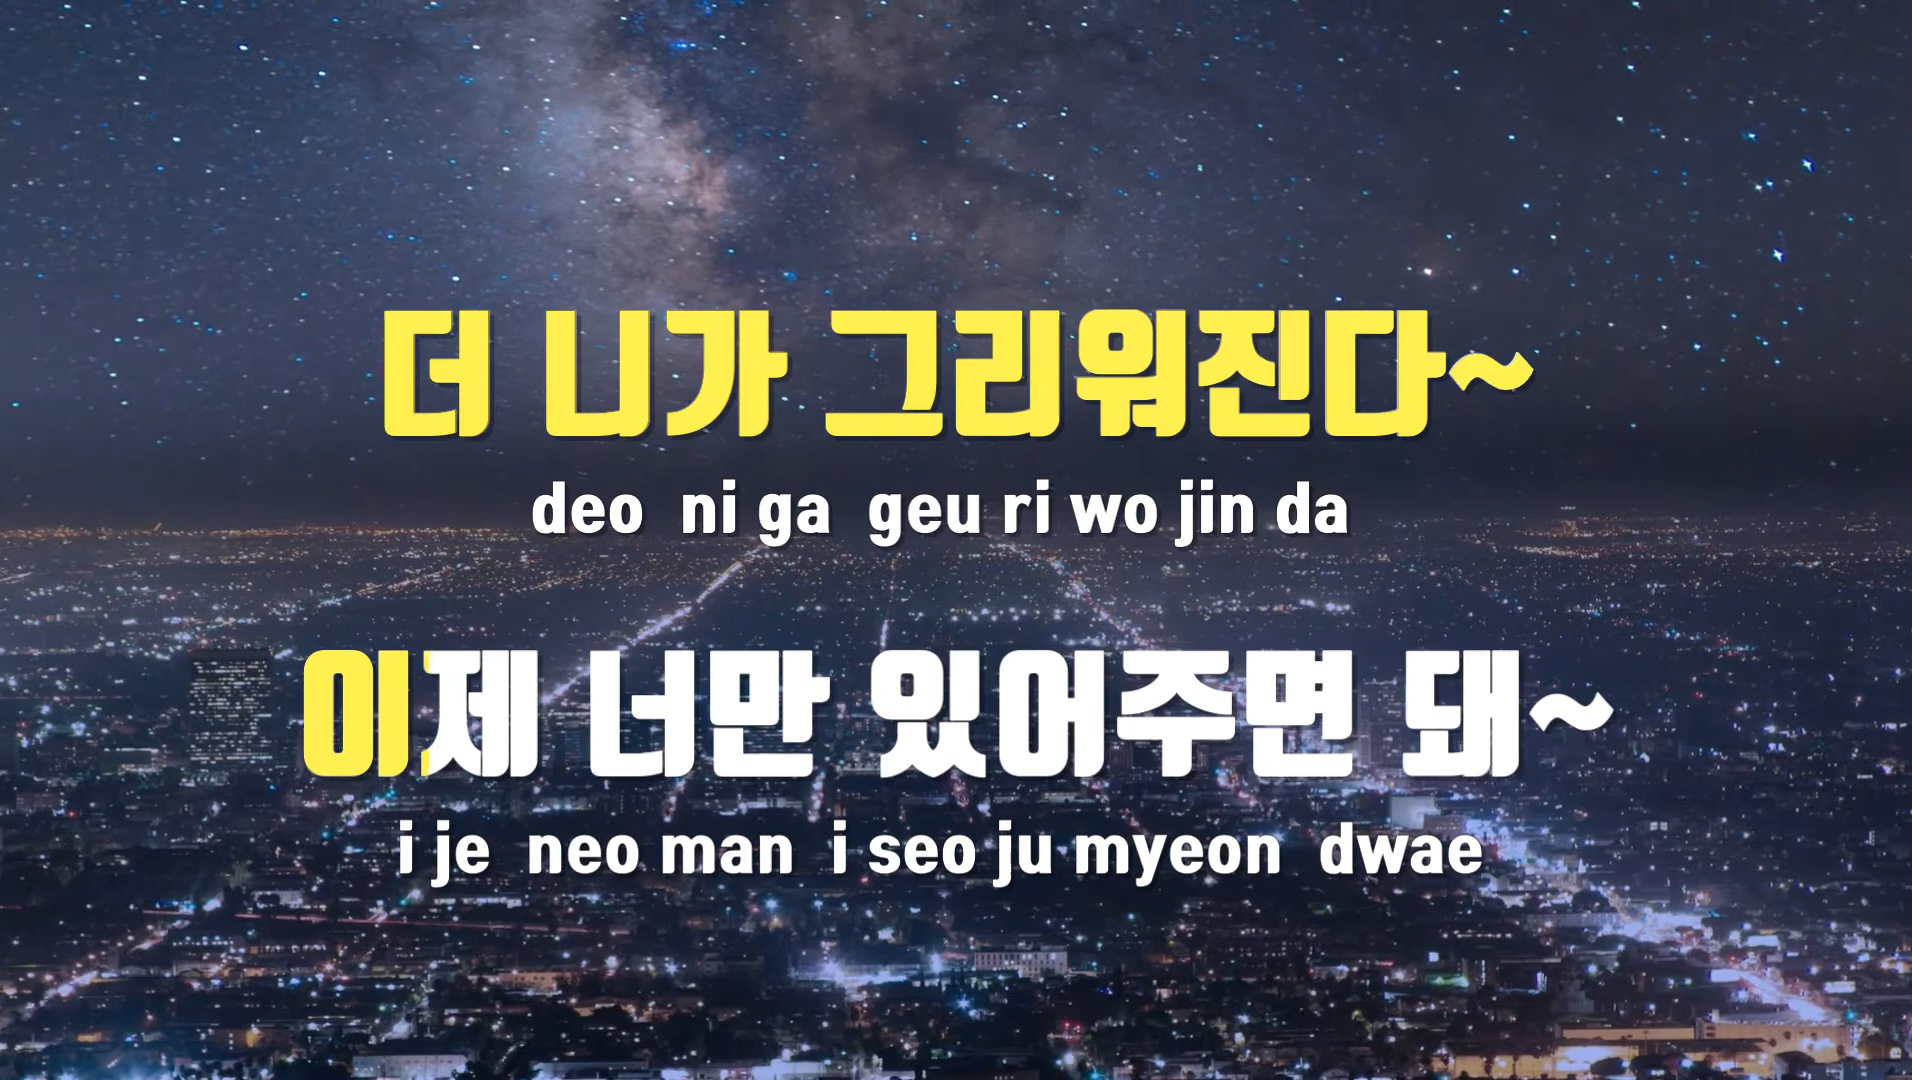 더 니가 그리워진다~
deo ni ga geu ri wo jin da
이제 너만 있어주면 돼~
i je neo man i seo ju myeon dwae